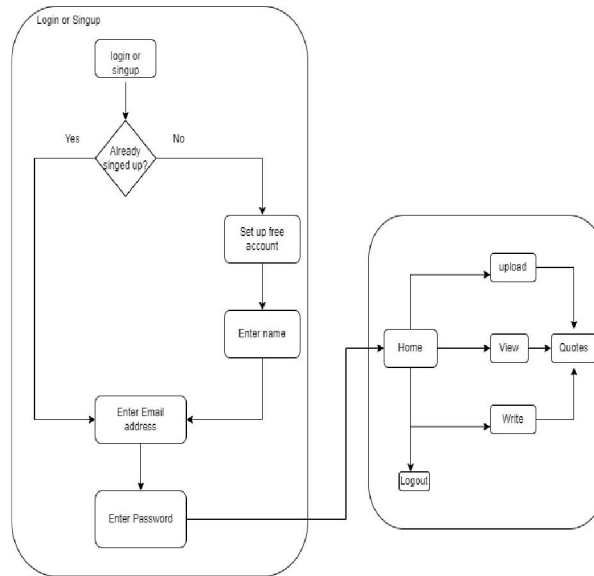 Login or Singup
login or
singup
Yes
No
Already
singed up?
Set up free
account
Enter name
Enter Email
address
Enter Password
upload
Home
View
Quotes
Write
Logout